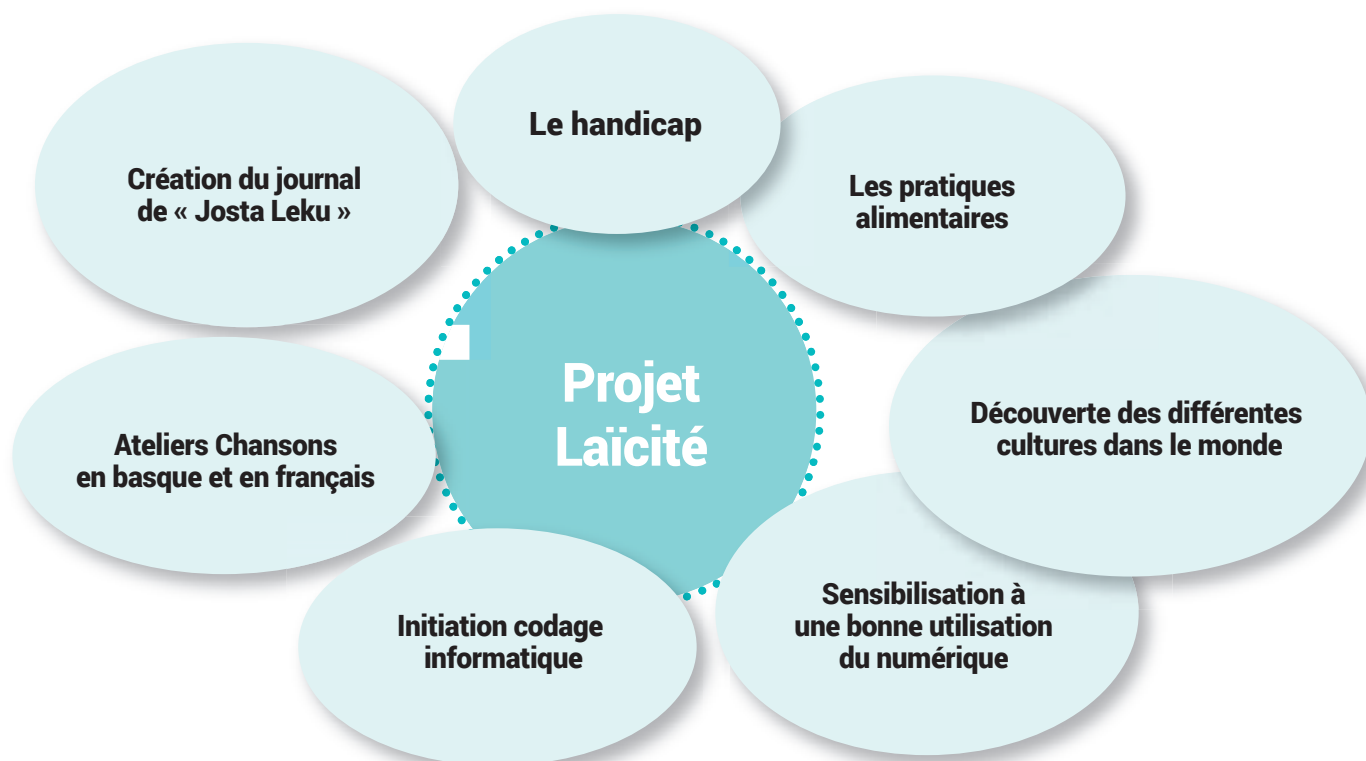 Le handicap
Création du journal
de « Josta Leku »
Les pratiques
alimentaires
Projet
Laïcité
Découverte des différentes
cultures dans le monde
Ateliers Chansons
en basque et en français
Sensibilisation à
une bonne utilisation
du numérique
Initiation codage
informatique